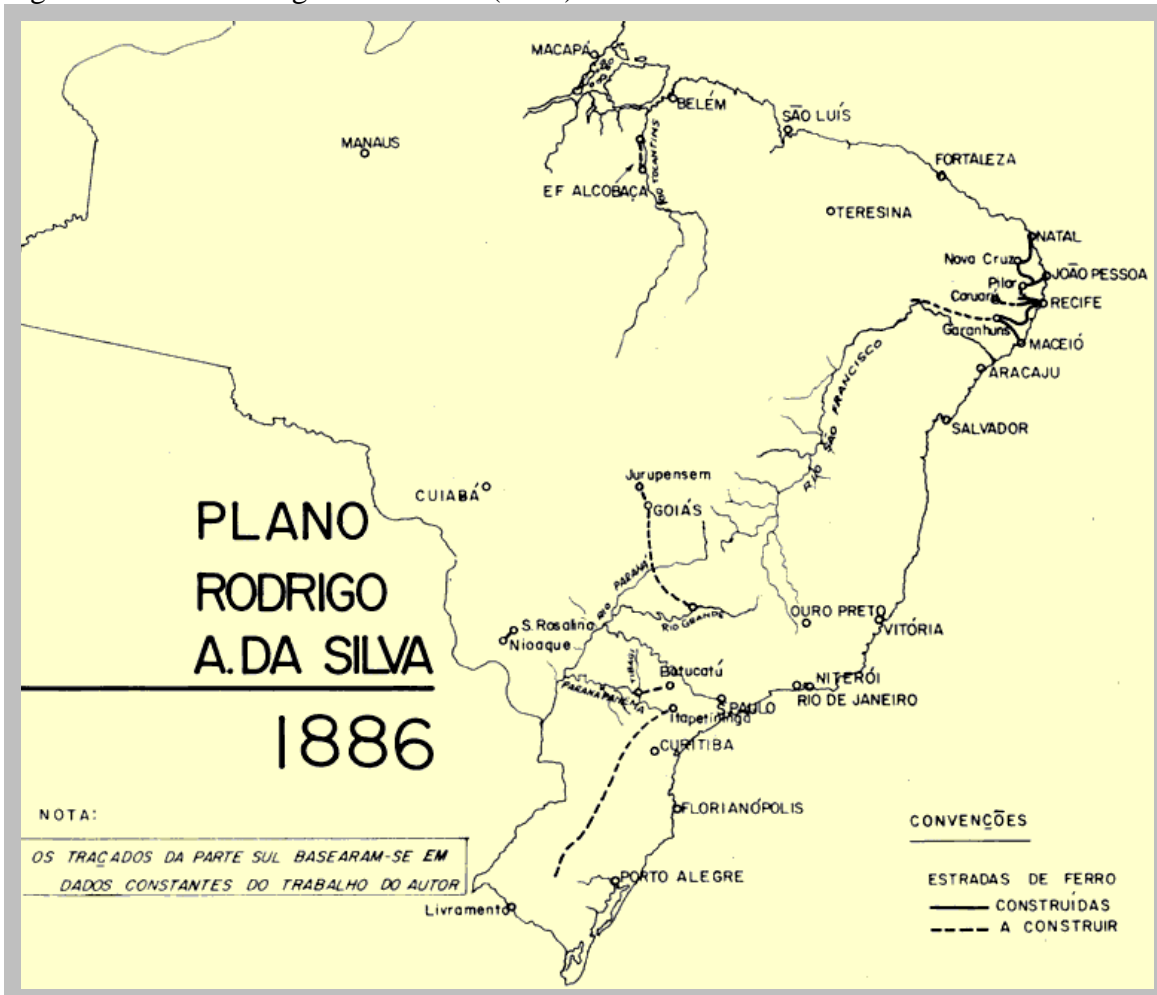 MACAPÁ
BELÉM
SÃO LUÍS
MANAUS
FORTALEZA
RIO TOCANTINS
EF ALCOBAÇA
TERESINA
NATAL
Nova Cruz
JOÃO PESSOA
Pilar
Caruarú
RECIFE
Garanhuns
MACEIÓ
ARACAJU
RIO SÃO FRANCISCO
SALVADOR
Jurupensem
CUIABÁ
GOIÁS
PLANO
RODRIGO
A. DA SILVA
1886
RIO PARANÁ
RIO GRANDE
OURO PRETO
VITÓRIA
S. Rosalina
Nioaque
TIBAGI
Botucatú
PARANAPANEMA
NITERÓI
RIO DE JANEIRO
S. PAULO
Itapetininga
CURITIBA
FLORIANÓPOLIS
NOTA:
OS TRAÇADOS DA PARTE SUL BASEARAM-SE EM
DADOS CONSTANTES DO TRABALHO DO AUTOR
PORTO ALEGRE
Livramento
CONVENÇÕES
ESTRADAS DE FERRO
CONSTRUÍDAS
A CONSTRUIR